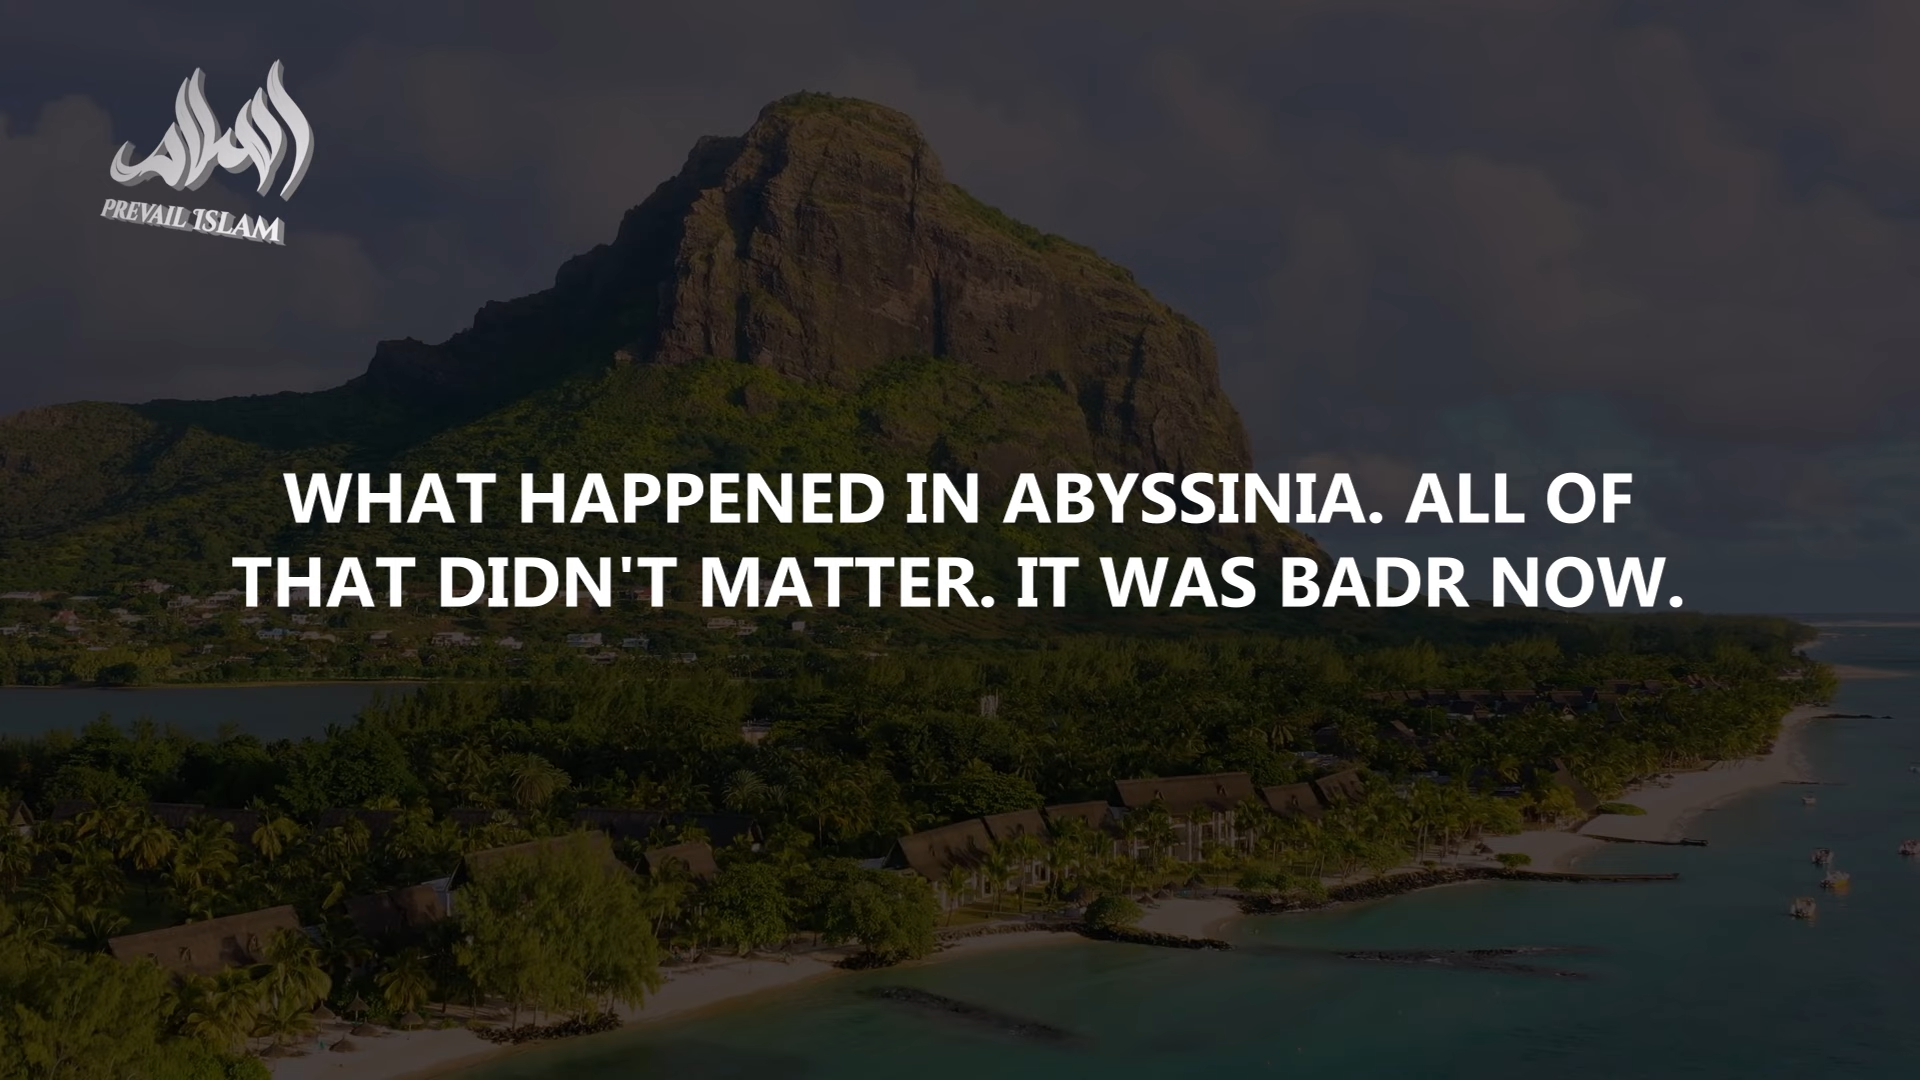 PREVAIL ISLAM
WHAT HAPPENED IN ABYSSINIA. ALL OF
THAT DIDN'T MATTER. IT WAS BADR NOW.